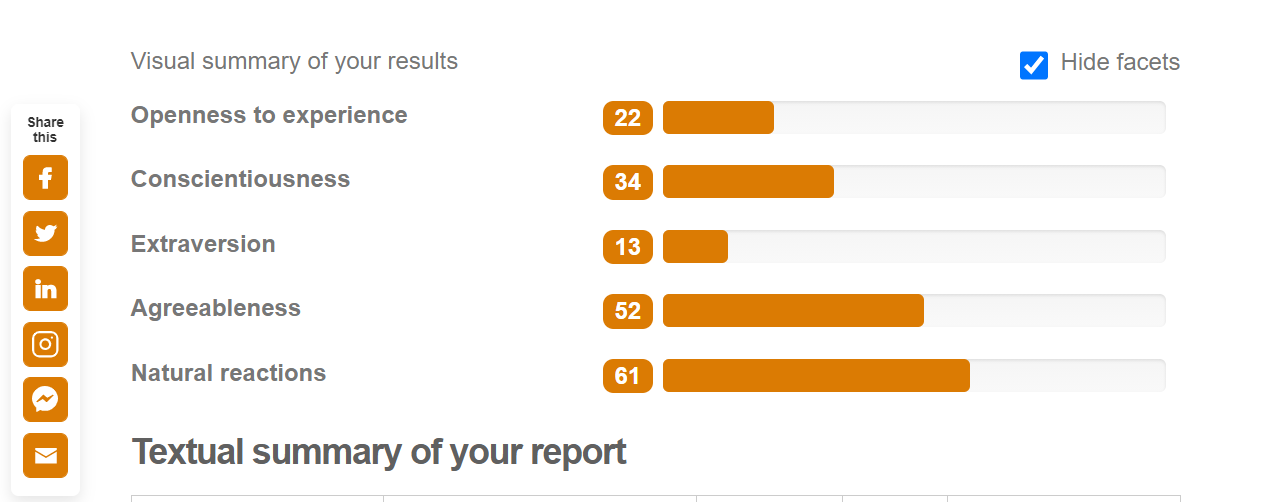 Visual summary of your results
Hide facets
Share
this
Openness to experience 22
Conscientiousness 34
Extraversion 13
Agreeableness 52
Natural reactions 61
Textual summary of your report